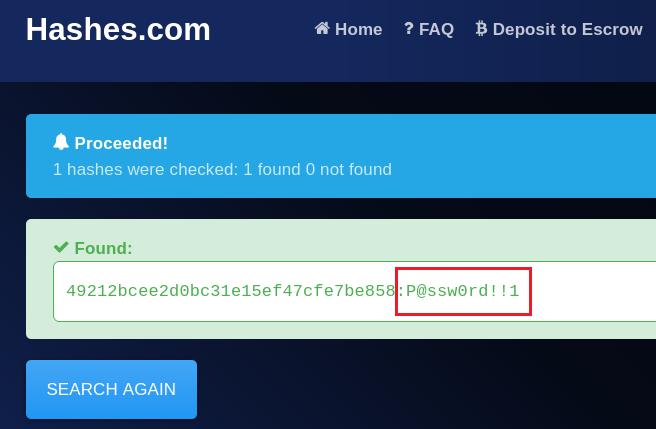 Hashes.com
Home ? FAQ Deposit to Escrow
Proceeded!
1 hashes were checked: 1 found 0 not found
Found:
49212bcee2d0bc31e15ef47cfe7be858:P@ssw0rd!!1
SEARCH AGAIN